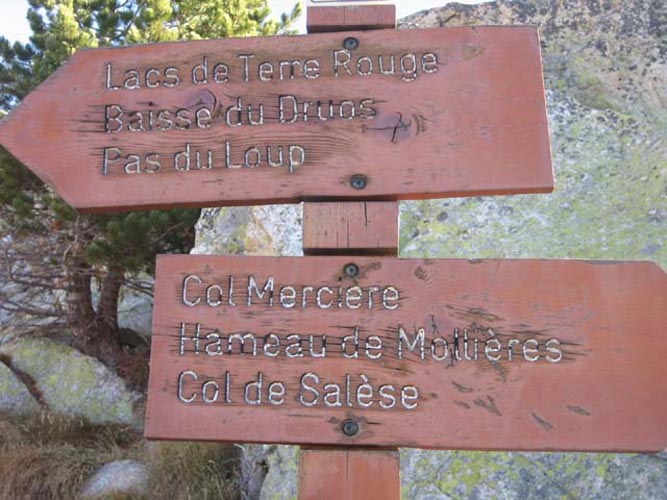 Lacs de Terre Rouge
Baisse du Druos
Pas du Loup
Col Mercière
Hameau de Mollières
Col de Salèse